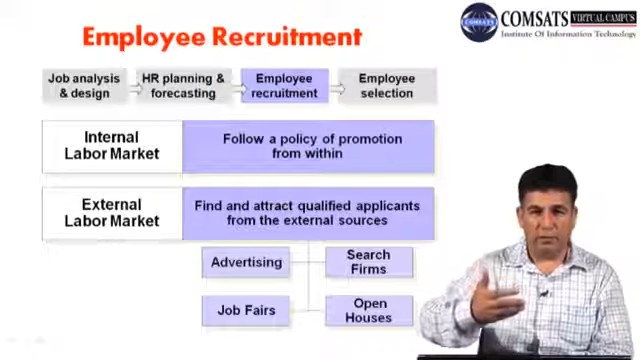 COMSATS
VIRTUAL CAMPUS
Institute Of Information Technology
Employee Recruitment
Job analysis
& design
HR planning &
forecasting
Employee
recruitment
Employee
selection
Internal
Labor Market
Follow a policy of promotion
from within
External
Labor Market
Find and attract qualified applicants
from the external sources
Advertising
Search
Firms
Job Fairs
Open
Houses